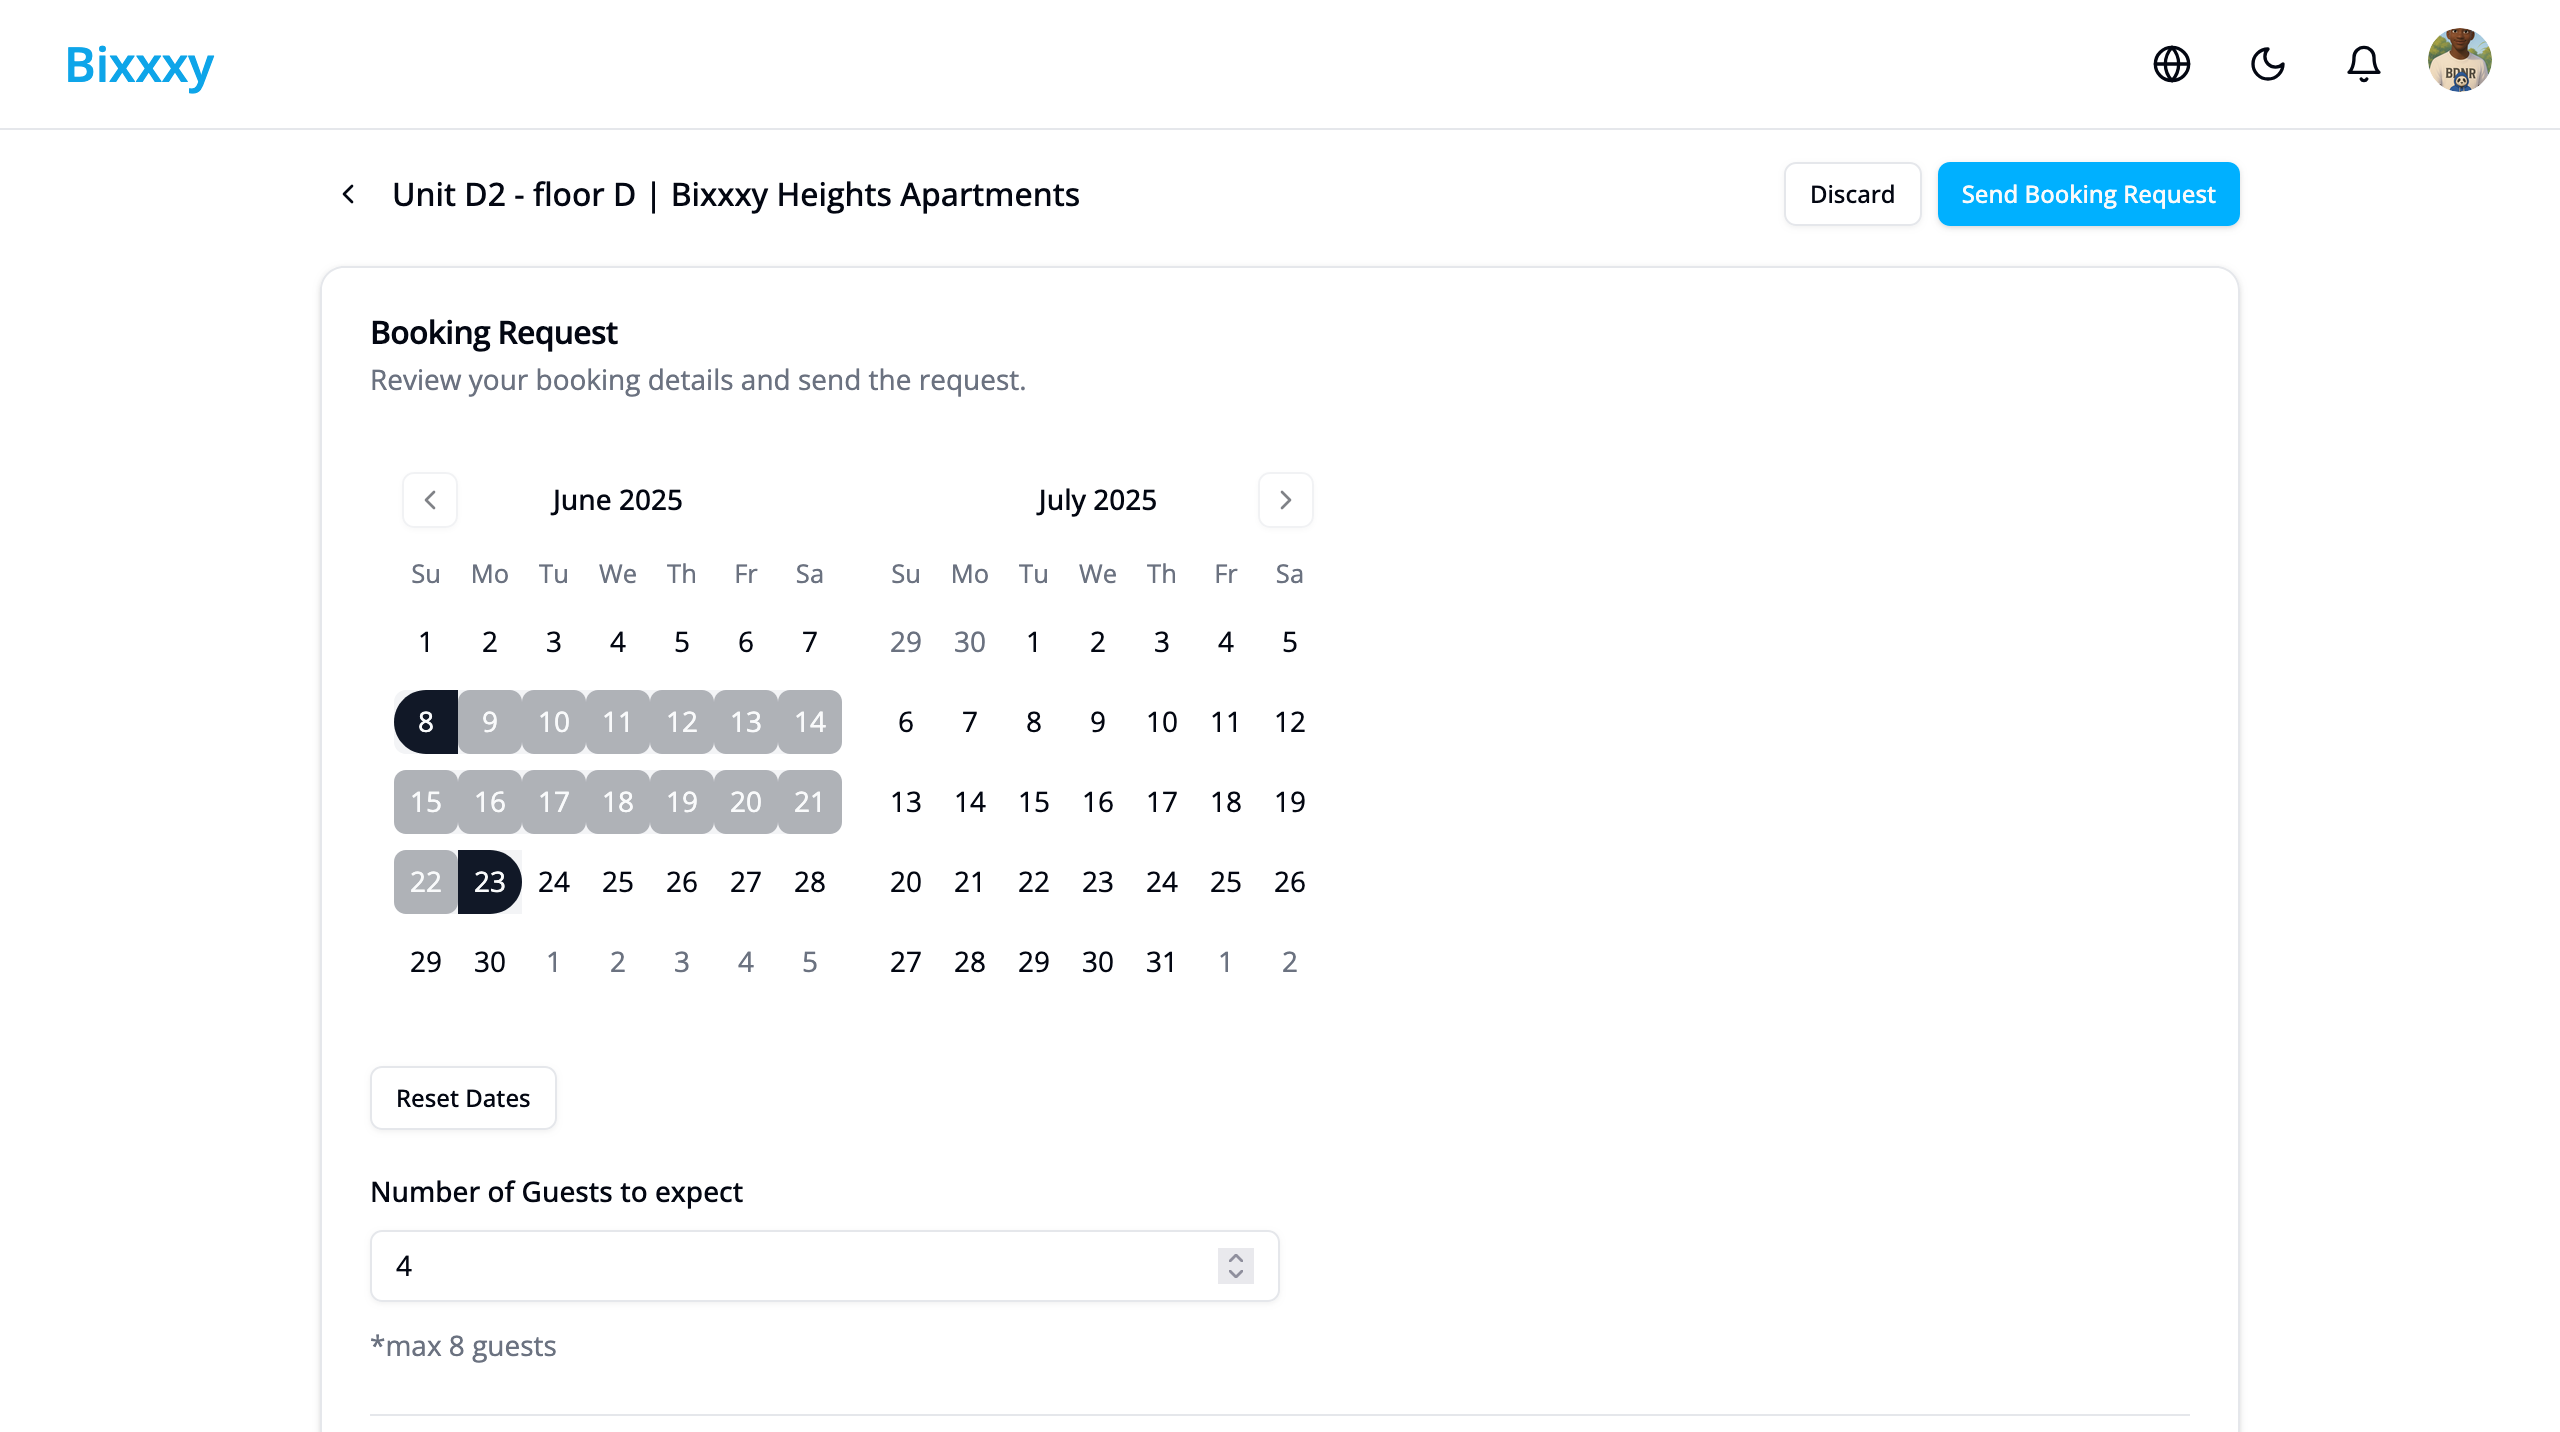 Bixxxy
Unit D2 - floor D | Bixxxy Heights Apartments
Discard
Send Booking Request
Booking Request
Review your booking details and send the request.
June 2025
Su Mo Tu We Th Fr Sa
1 2 3 4 5 6 7
8 9 10 11 12 13 14
15 16 17 18 19 20 21
22 23 24 25 26 27 28
29 30 1 2 3 4 5
July 2025
Su Mo Tu We Th Fr Sa
29 30 1 2 3 4 5
6 7 8 9 10 11 12
13 14 15 16 17 18 19
20 21 22 23 24 25 26
27 28 29 30 31 1 2
Reset Dates
Number of Guests to expect
4
*max 8 guests